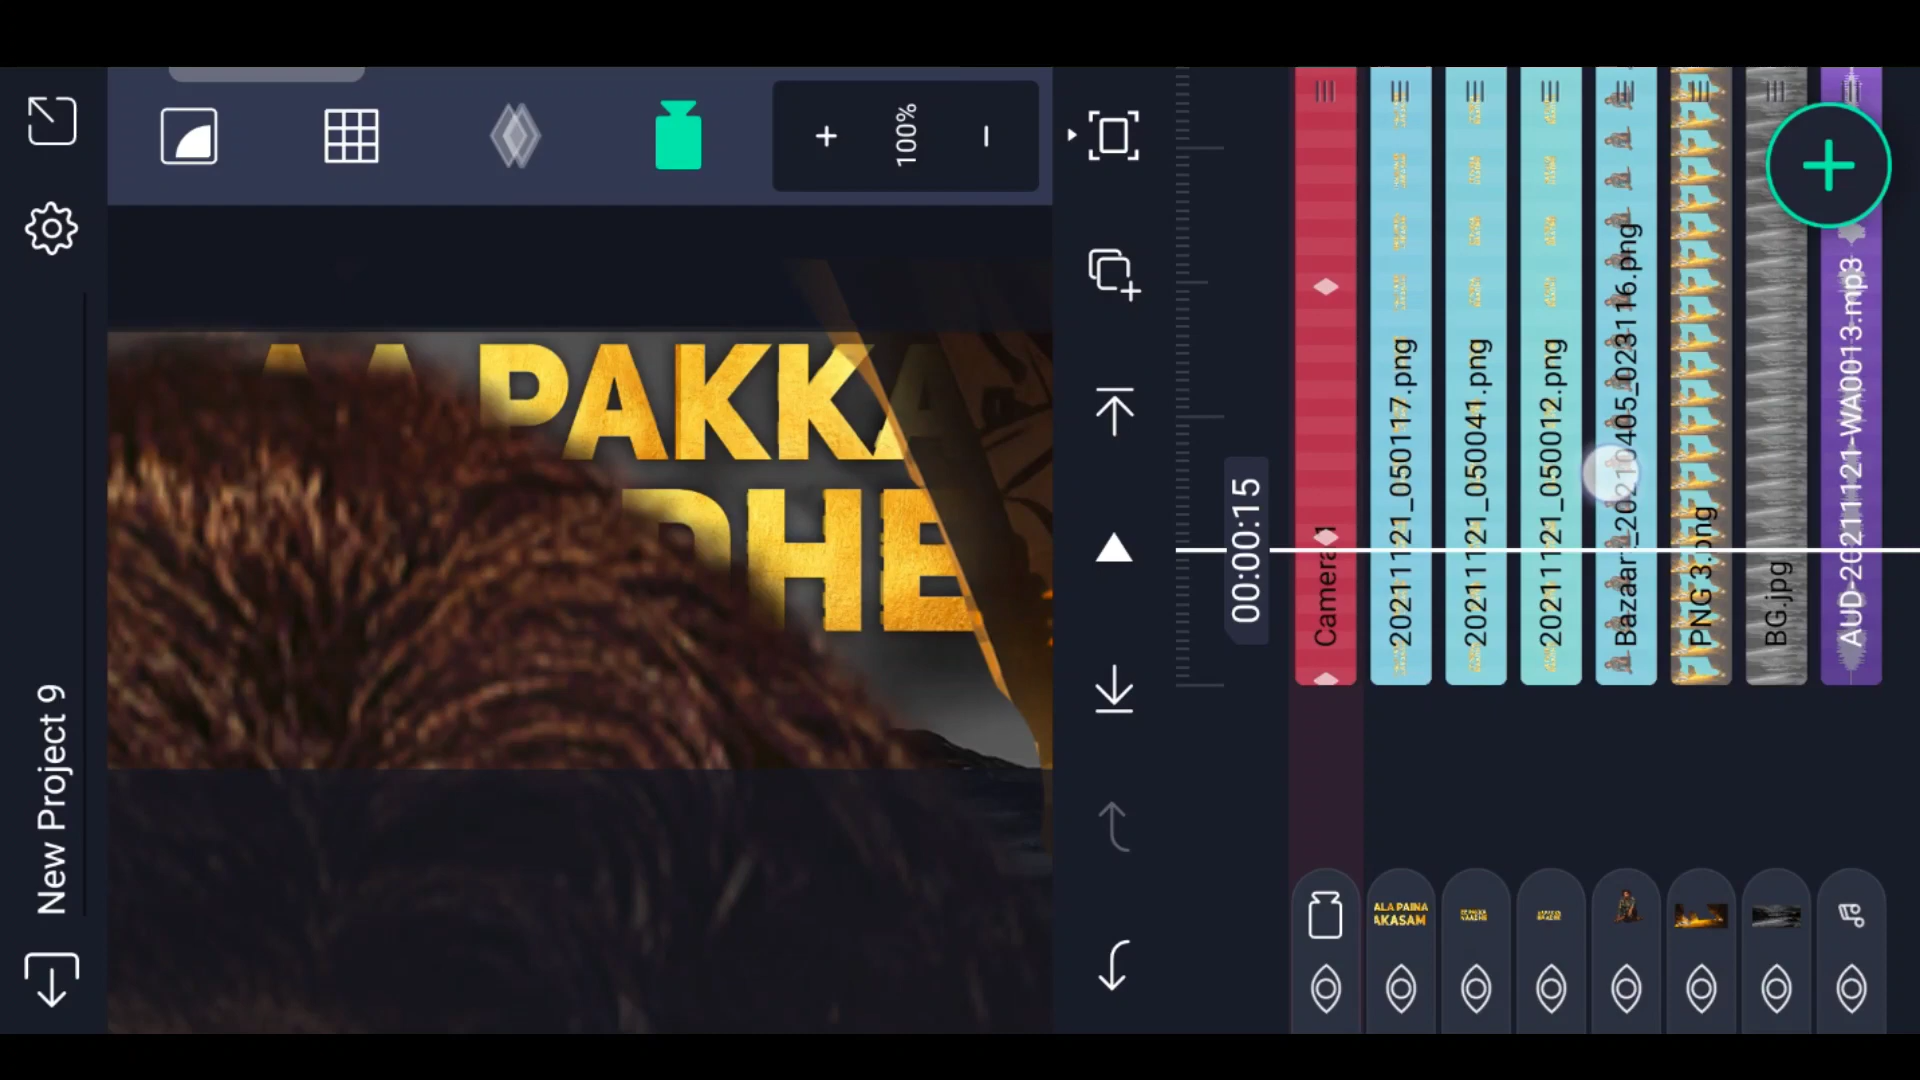 New Project 9
+ 100% -
A PAKKA
DHE
00:00:15
Camera 1
20211121_050117.png
20211121_050041.png
20211121_050012.png
Bazaart_20210405_023116.png
PNG 3.png
BG.jpg
AUD-20211121-WA0013.mp3
ALA PAINA
AKASAM